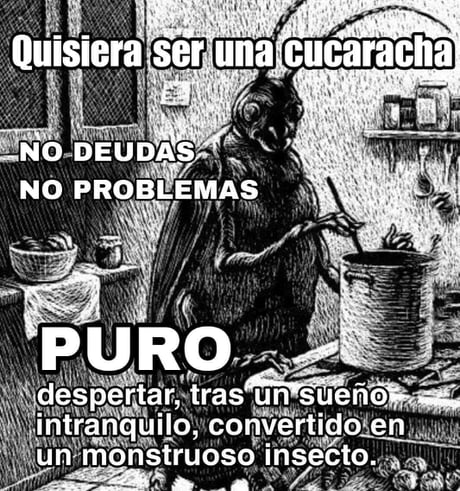 Quisiera ser una cucaracha
NO DEUDAS
NO PROBLEMAS
PURO
despertar, tras un sueño
intranquilo, convertido en
un monstruoso insecto.